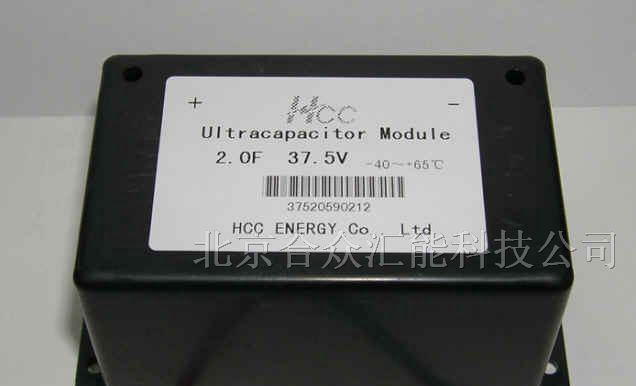 + HCC -
Ultracapacitor Module
2.0F 37.5V -40～+65℃
37520590212
HCC ENERGY Co. Ltd
北京合众汇能科技公司